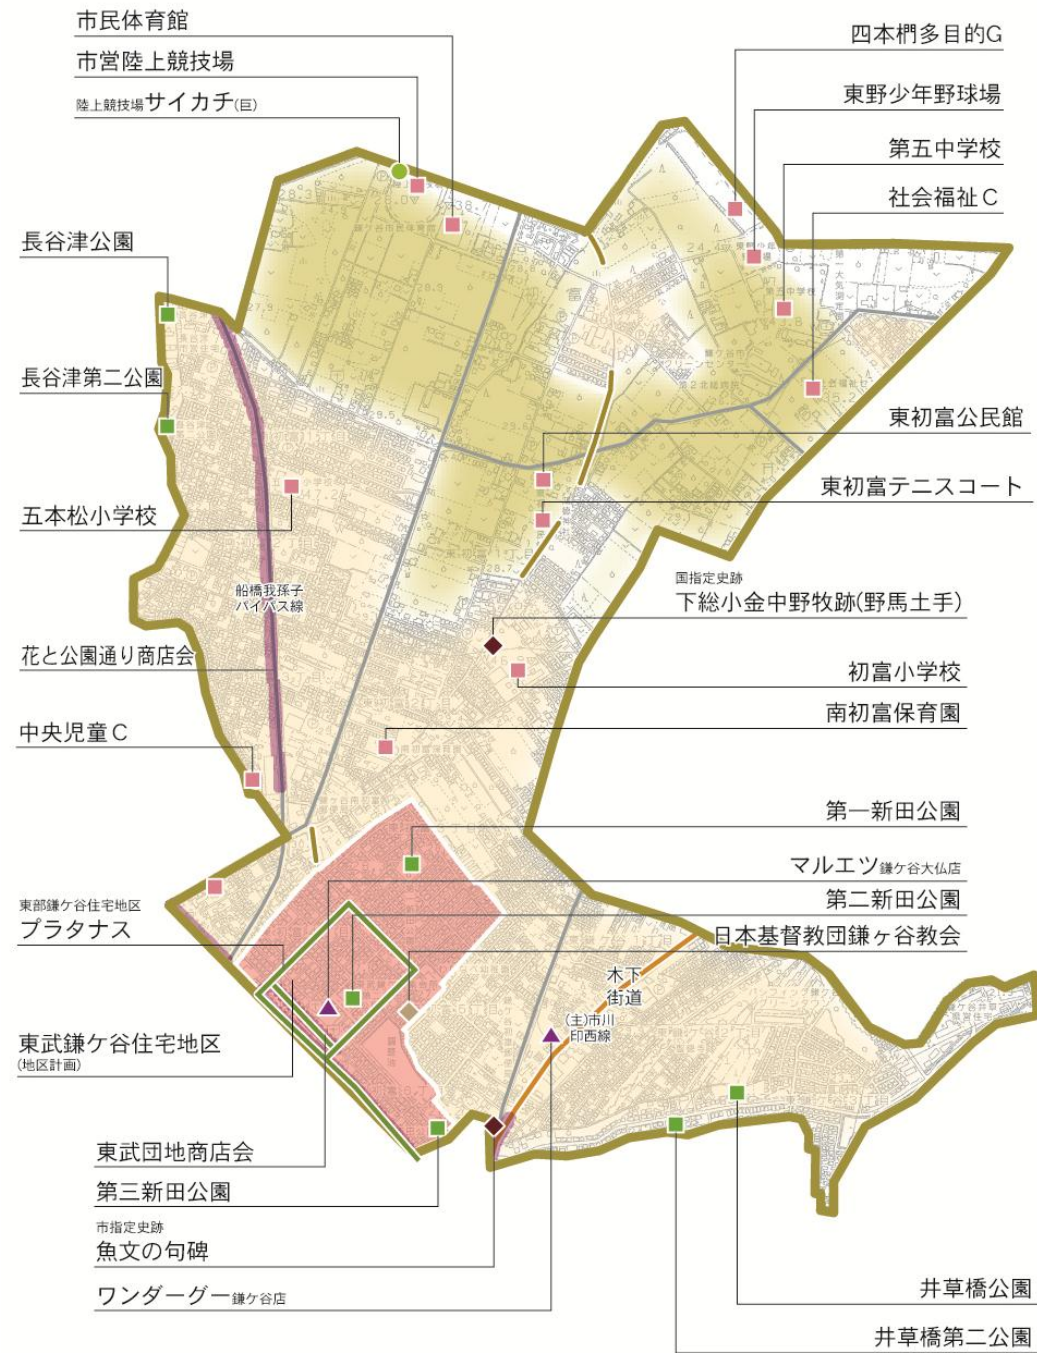 市民体育館
市営陸上競技場
陸上競技場サイカチ(巨)
四本椚多目的G
東野少年野球場
第五中学校
社会福祉C
長谷津公園
長谷津第二公園
東初富公民館
東初富テニスコート
五本松小学校
国指定史跡
下総小金中野牧跡(野馬土手)
船橋我孫子
バイパス線
花と公園通り商店会
初富小学校
南初富保育園
中央児童C
第一新田公園
マルエツ鎌ケ谷大仏店
東部鎌ケ谷住宅地区
プラタナス
第二新田公園
日本基督教団鎌ヶ谷教会
木下
街道
(主)市川
印西線
東武鎌ケ谷住宅地区
(地区計画)
東武団地商店会
第三新田公園
市指定史跡
魚文の句碑
ワンダーグー鎌ケ谷店
井草橋公園
井草橋第二公園